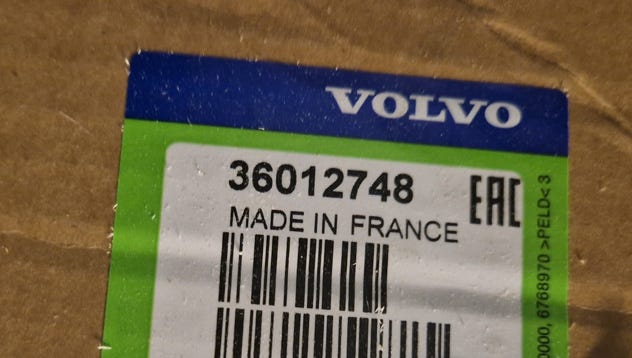 VOLVO
36012748
EAC
MADE IN FRANCE
000, 6768970 >PELD< 3